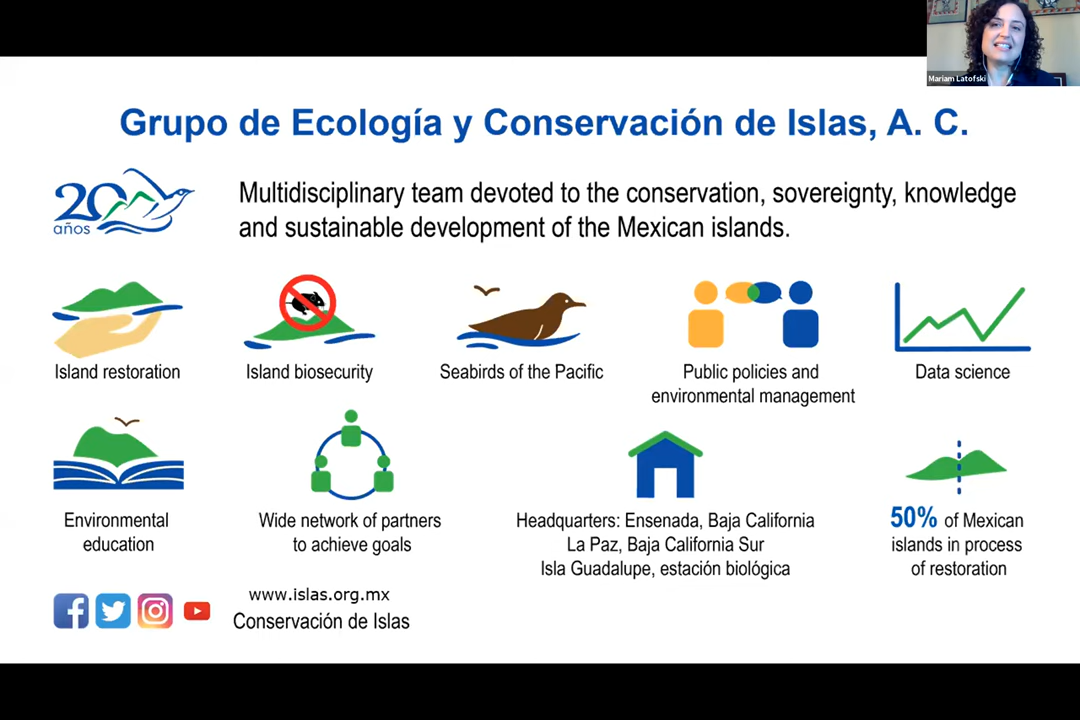 Mariam Latofski
Grupo de Ecología y Conservación de Islas, A. C.
20
años
Multidisciplinary team devoted to the conservation, sovereignty, knowledge
and sustainable development of the Mexican islands.
Island restoration
Island biosecurity
Seabirds of the Pacific
Public policies and
environmental management
Data science
Environmental
education
Wide network of partners
to achieve goals
Headquarters: Ensenada, Baja California
La Paz, Baja California Sur
Isla Guadalupe, estación biológica
50% of Mexican
islands in process
of restoration
www.islas.org.mx
Conservación de Islas